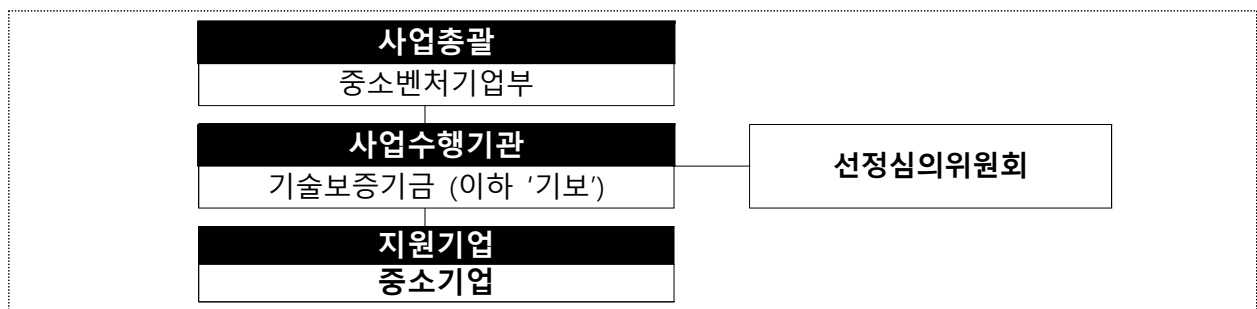 사업총괄
중소벤처기업부
사업수행기관
기술보증기금 (이하 '기보')
선정심의위원회
지원기업
중소기업